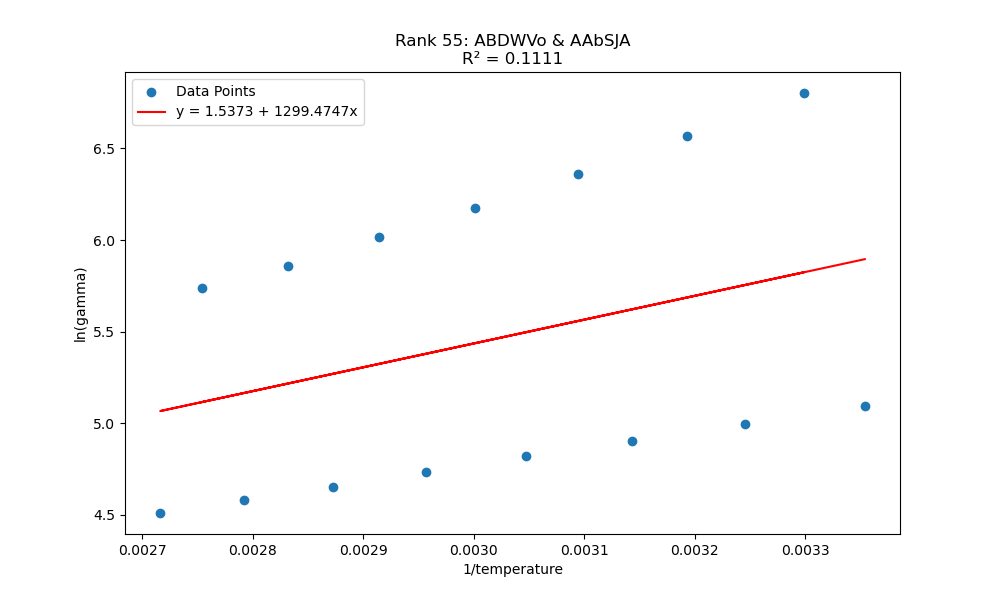 Rank 55: ABDWVo & AAbSJA
R² = 0.1111
Data Points
y = 1.5373 + 1299.4747x
ln(gamma)
6.5
6.0
5.5
5.0
4.5
0.0027 0.0028 0.0029 0.0030 0.0031 0.0032 0.0033
1/temperature